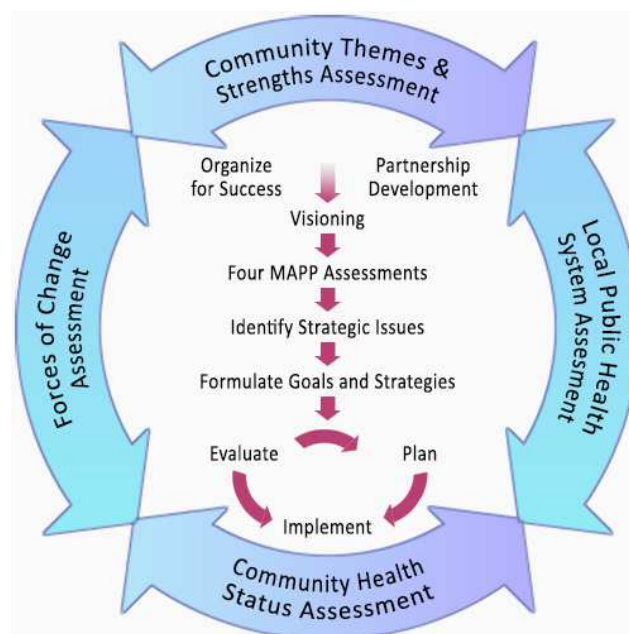 Community Themes &
Strengths Assessment
Organize
for Success
Partnership
Development
Visioning
Four MAPP Assessments
Identify Strategic Issues
Formulate Goals and Strategies
Evaluate
Plan
Implement
Forces of Change
Assessment
Local Public Health
System Assessment
Community Health
Status Assessment